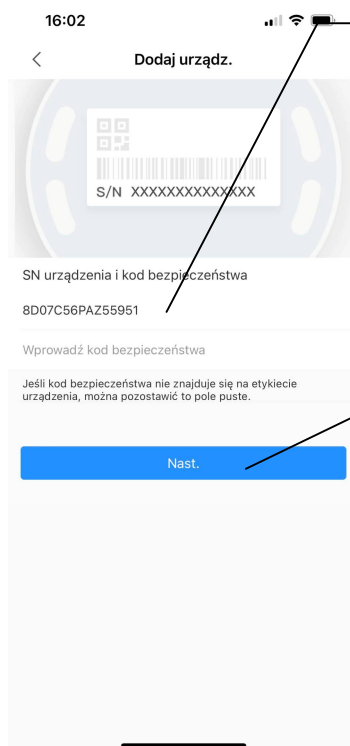 16:02
Dodaj urządz.
S/N XXXXXXXXXXXXXX
SN urządzenia i kod bezpieczeństwa
8D07C56PAZ55951
Wprowadź kod bezpieczeństwa
Jeśli kod bezpieczeństwa nie znajduje się na etykiecie
urządzenia, można pozostawić to pole puste.
Nast.